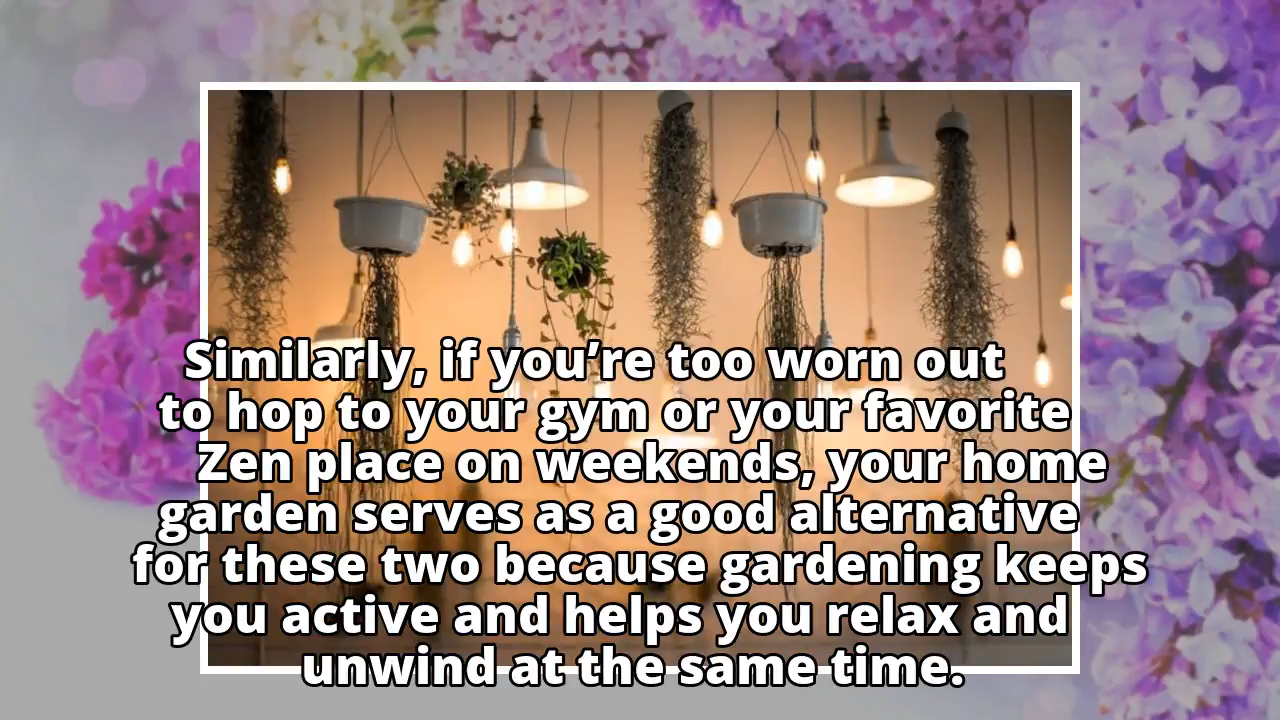 Similarly, if you’re too worn out
to hop to your gym or your favorite
Zen place on weekends, your home
garden serves as a good alternative
for these two because gardening keeps
you active and helps you relax and
unwind at the same time.